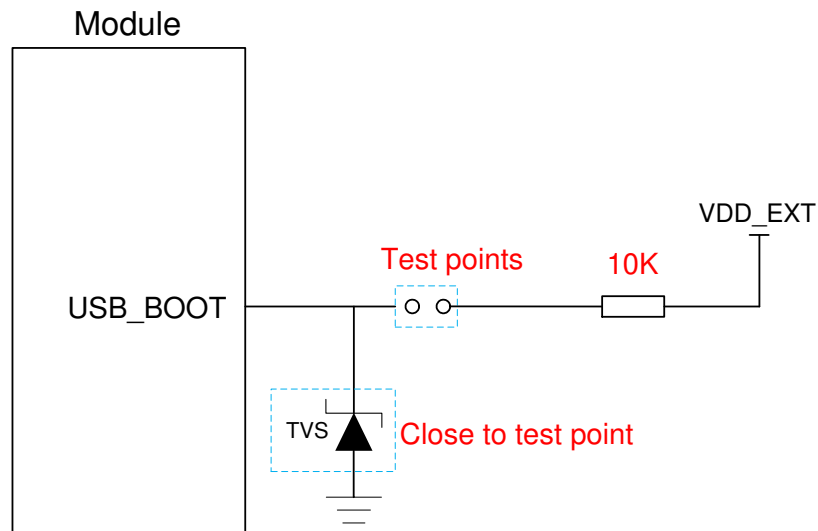 Module
VDD_EXT
Test points
10K
USB_BOOT
TVS
Close to test point